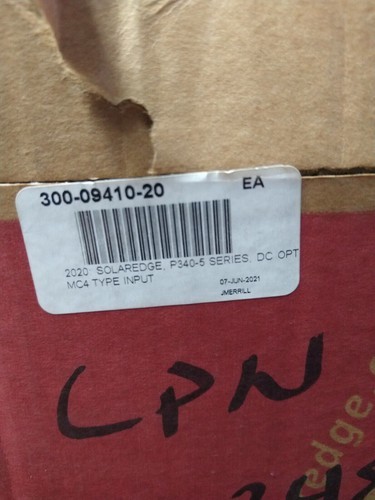 300-09410-20 EA
2020 SOLAREDGE, P340-5 SERIES, DC OPT
MC4 TYPE INPUT 07-JUN-2021
JMERRILL
LPN
edge.